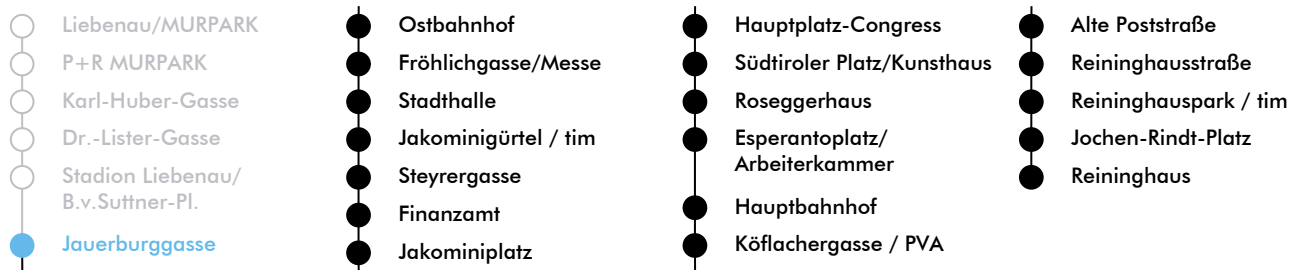 Liebenau/MURPARK
P+R MURPARK
Karl-Huber-Gasse
Dr.-Lister-Gasse
Stadion Liebenau/
B.v.Suttner-Pl.
Jauerburggasse
Ostbahnhof
Fröhlichgasse/Messe
Stadthalle
Jakominigürtel / tim
Steyrergasse
Finanzamt
Jakominiplatz
Hauptplatz-Congress
Südtiroler Platz/Kunsthaus
Roseggerhaus
Esperantoplatz/
Arbeiterkammer
Hauptbahnhof
Köflachergasse / PVA
Alte Poststraße
Reininghausstraße
Reininghauspark / tim
Jochen-Rindt-Platz
Reininghaus